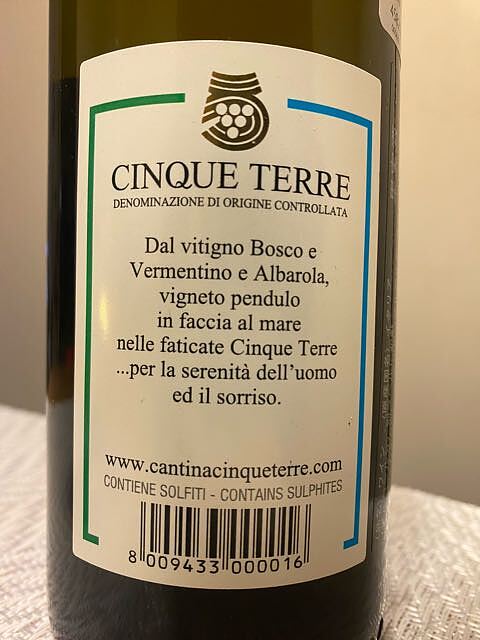 CINQUE TERRE
DENOMINAZIONE DI ORIGINE CONTROLLATA
Dal vitigno Bosco e
Vermentino e Albarola,
vigneto pendulo
in faccia al mare
nelle faticate Cinque Terre
...per la serenità dell'uomo
ed il sorriso.
www.cantinacinqueterre.com
CONTIENE SOLFITI - CONTAINS SULPHITES
8 009433 000016